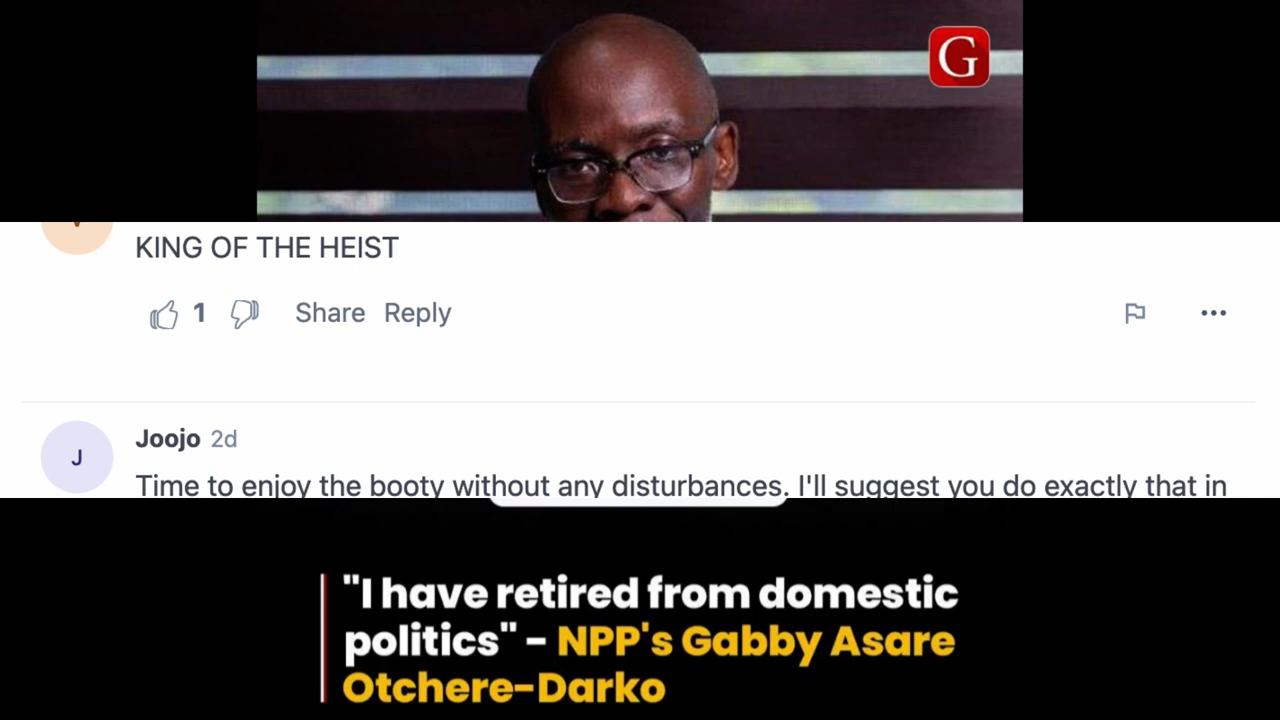 G
KING OF THE HEIST
1 Share Reply
J
Joojo 2d
Time to enjoy the booty without any disturbances. I'll suggest you do exactly that in
"I have retired from domestic
politics" - NPP's Gabby Asare
Otchere-Darko